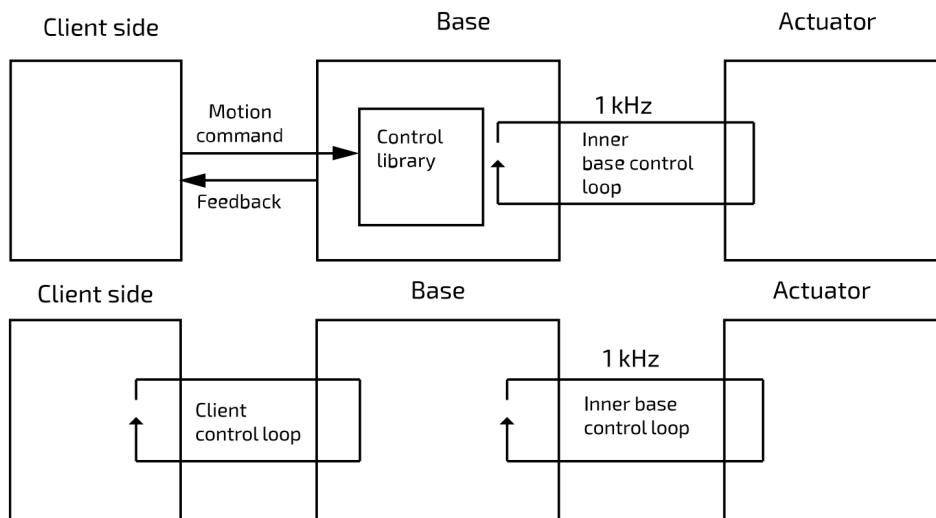 Client side
Base
Actuator
Motion
command
Feedback
Control
library
1 kHz
Inner
base control
loop
Client side
Base
Actuator
Client
control loop
1 kHz
Inner base
control loop